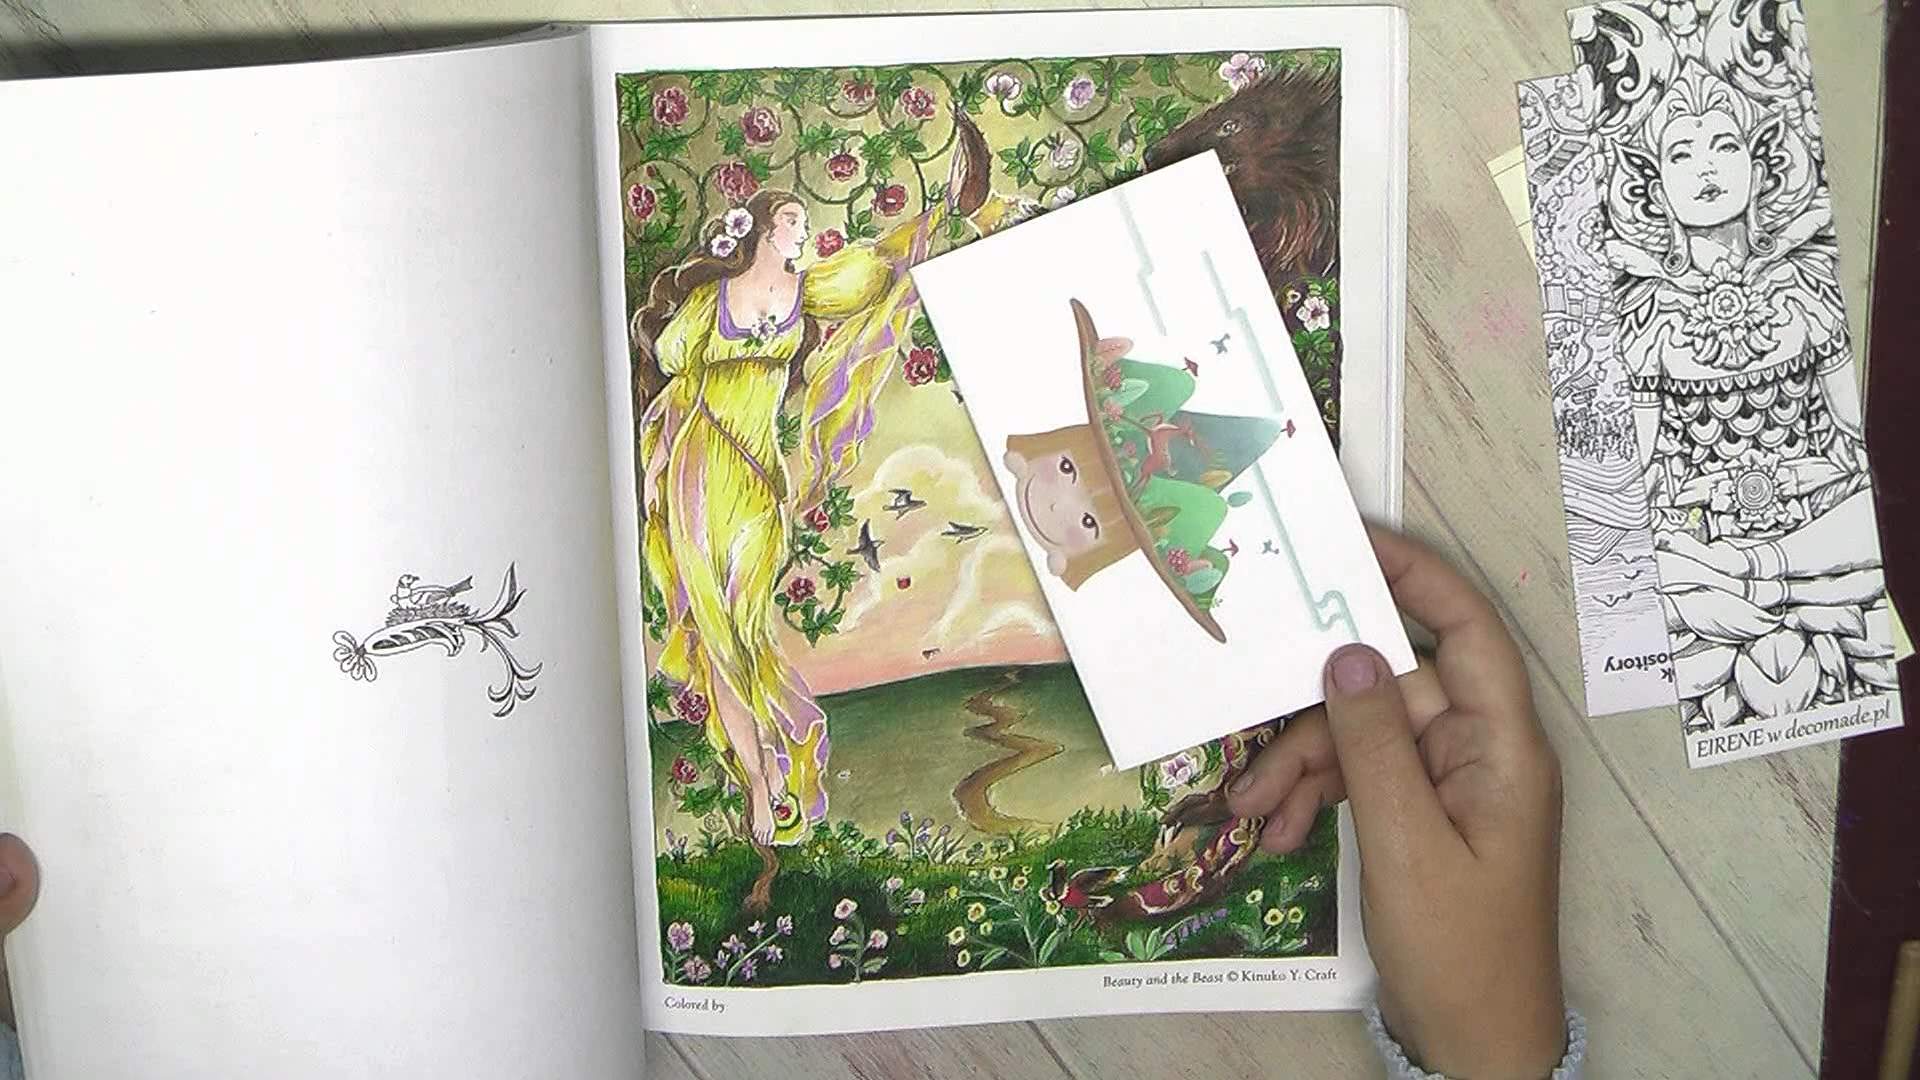 Beauty and the Beast © Kinuko Y. Craft
Colored by
EIRENE w decomade.pl